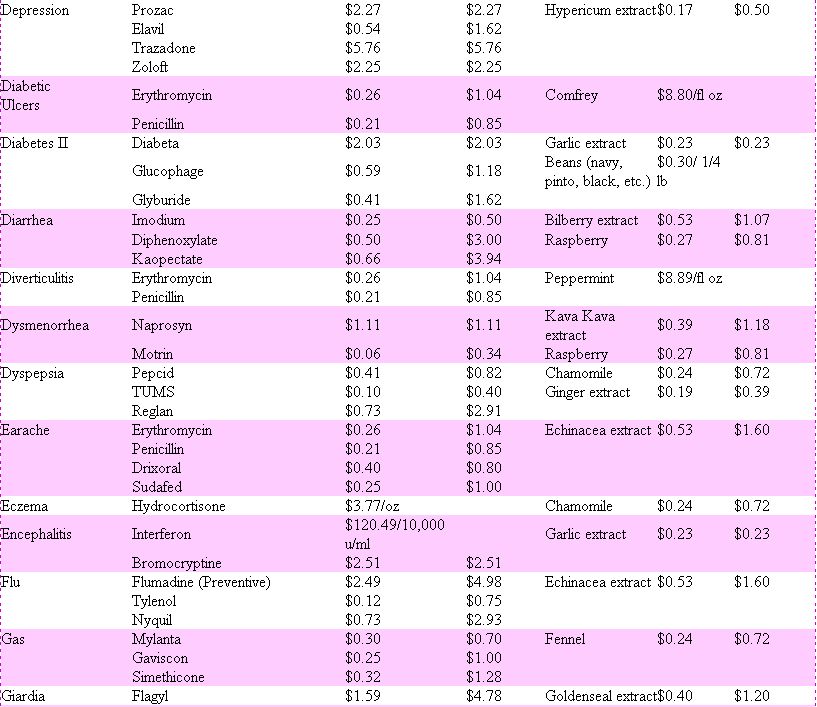 Depression Prozac $2.27 $2.27 Hypericum extract $0.17 $0.50
Elavil $0.54 $1.62
Trazadone $5.76 $5.76
Zoloft $2.25 $2.25
Diabetic
Ulcers Erythromycin $0.26 $1.04 Comfrey $8.80/fl oz
Penicillin $0.21 $0.85
Diabetes II Diabeta $2.03 $2.03 Garlic extract $0.23 $0.23
Glucophage $0.59 $1.18 Beans (navy, $0.30/ 1/4
pinto, black, etc.) lb
Glyburide $0.41 $1.62
Diarrhea Imodium $0.25 $0.50 Bilberry extract $0.53 $1.07
Diphenoxylate $0.50 $3.00 Raspberry $0.27 $0.81
Kaopectate $0.66 $3.94
Diverticulitis Erythromycin $0.26 $1.04 Peppermint $8.89/fl oz
Penicillin $0.21 $0.85
Dysmenorrhea Naprosyn $1.11 $1.11 Kava Kava
extract $0.39 $1.18
Motrin $0.06 $0.34 Raspberry $0.27 $0.81
Dyspepsia Pepcid $0.41 $0.82 Chamomile $0.24 $0.72
TUMS $0.10 $0.40 Ginger extract $0.19 $0.39
Reglan $0.73 $2.91
Earache Erythromycin $0.26 $1.04 Echinacea extract $0.53 $1.60
Penicillin $0.21 $0.85
Drixoral $0.40 $0.80
Sudafed $0.25 $1.00
Eczema Hydrocortisone $3.77/oz Chamomile $0.24 $0.72
Encephalitis Interferon $120.49/10,000
u/ml Garlic extract $0.23 $0.23
Bromocryptine $2.51 $2.51
Flu Flumadine (Preventive) $2.49 $4.98 Echinacea extract $0.53 $1.60
Tylenol $0.12 $0.75
Nyquil $0.73 $2.93
Gas Mylanta $0.30 $0.70 Fennel $0.24 $0.72
Gaviscon $0.25 $1.00
Simethicone $0.32 $1.28
Giardia Flagyl $1.59 $4.78 Goldenseal extract $0.40 $1.20